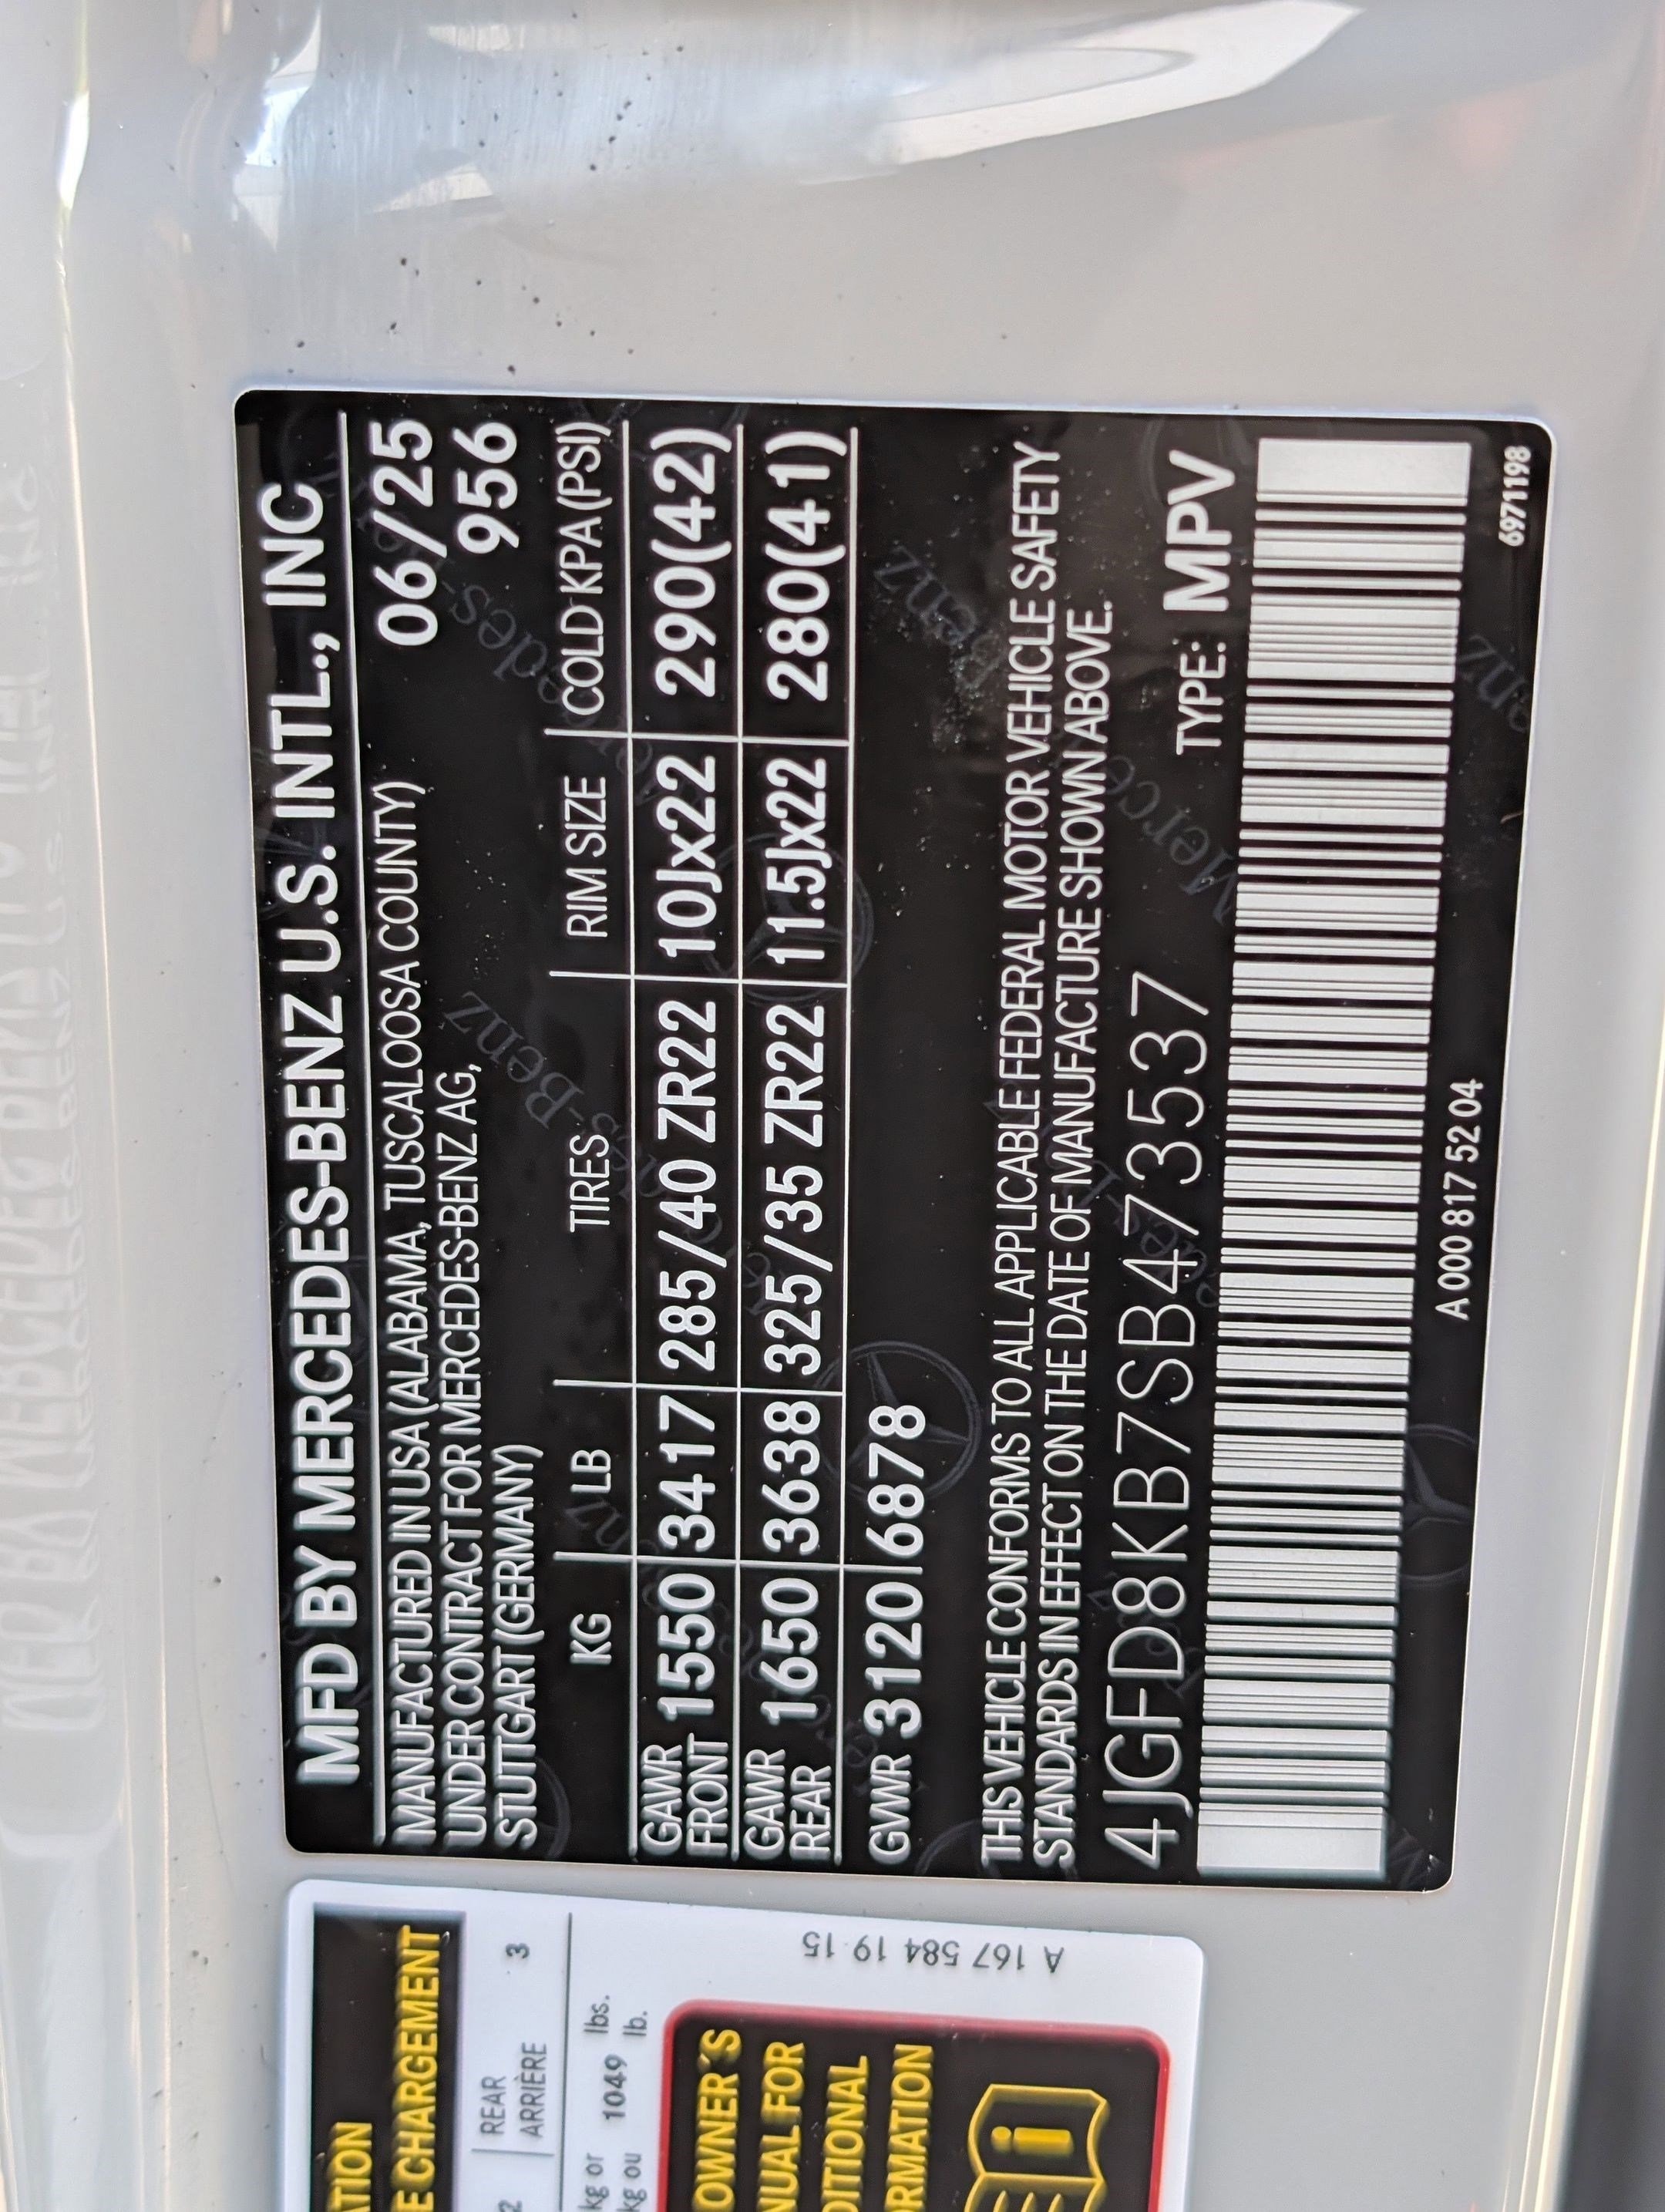 MFD BY MERCEDES-BENZ U.S. INTL., INC
MANUFACTURED IN USA (ALABAMA, TUSCALOOSA COUNTY) 06/25
UNDER CONTRACT FOR MERCEDES-BENZ AG, 956
STUTTGART (GERMANY)
KG LB TIRES RIM SIZE COLD KPA (PSI)
GAWR FRONT 1550 3417 285/40 ZR22 10Jx22 290(42)
GAWR REAR 1650 3638 325/35 ZR22 11.5Jx22 280(41)
GVWR 3120 6878
THIS VEHICLE CONFORMS TO ALL APPLICABLE FEDERAL MOTOR VEHICLE SAFETY
STANDARDS IN EFFECT ON THE DATE OF MANUFACTURE SHOWN ABOVE.
4JGFD8KB7SB473537 TYPE: MPV
A 000 817 52 04
6971198
CHARGEMENT
REAR 3
ARRIÈRE
kg or 1049 lbs.
kg ou lb.
OWNER'S
FOR
A 167 584 19 15